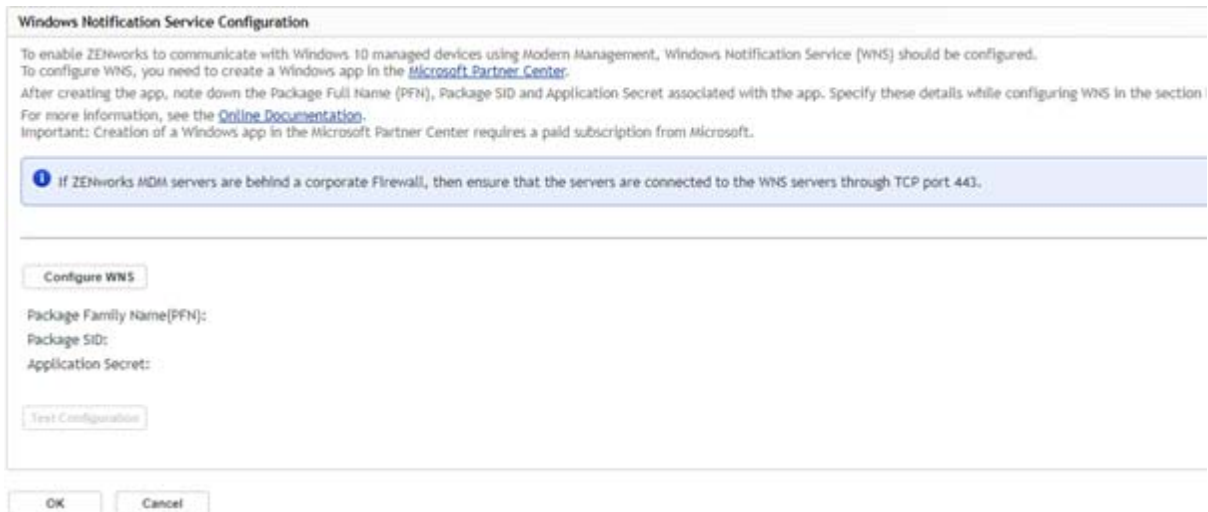 Windows Notification Service Configuration
To enable ZENworks to communicate with Windows 10 managed devices using Modern Management, Windows Notification Service (WNS) should be configured.
To configure WNS, you need to create a Windows app in the Microsoft Partner Center.
After creating the app, note down the Package Full Name (PFN), Package SID and Application Secret associated with the app. Specify these details while configuring WNS in the section
For more information, see the Online Documentation.
Important: Creation of a Windows app in the Microsoft Partner Center requires a paid subscription from Microsoft.
If ZENworks MDM servers are behind a corporate Firewall, then ensure that the servers are connected to the WNS servers through TCP port 443.
Configure WNS
Package Family Name(PFN):
Package SID:
Application Secret:
Test Configuration
OK Cancel